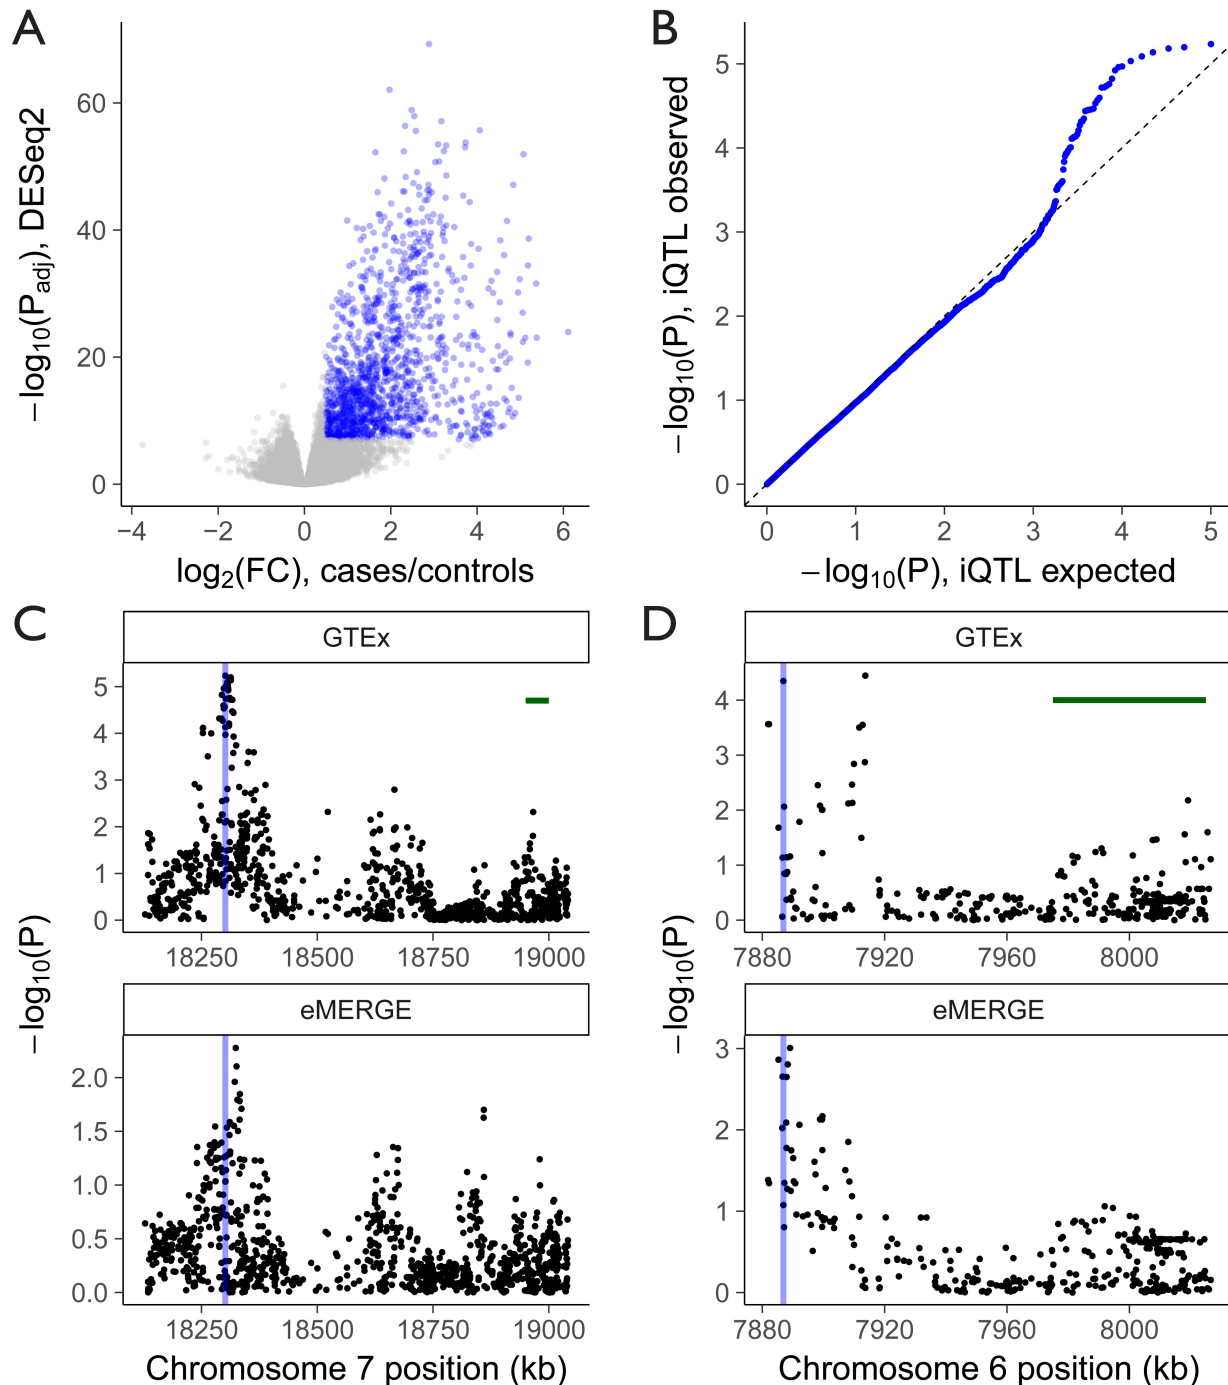 A
−log10(Padj), DESeq2
60
40
20
0
−4 −2 0 2 4 6
log2(FC), cases/controls
B
−log10(P), iQTL observed
5
4
3
2
1
0
0 1 2 3 4 5
−log10(P), iQTL expected
C
GTEx
5
4
3
2
1
0
18250 18500 18750 19000
−log10(P)
eMERGE
2.0
1.5
1.0
0.5
0.0
18250 18500 18750 19000
Chromosome 7 position (kb)
D
GTEx
4
3
2
1
0
7880 7920 7960 8000
−log10(P)
eMERGE
3
2
1
0
7880 7920 7960 8000
Chromosome 6 position (kb)